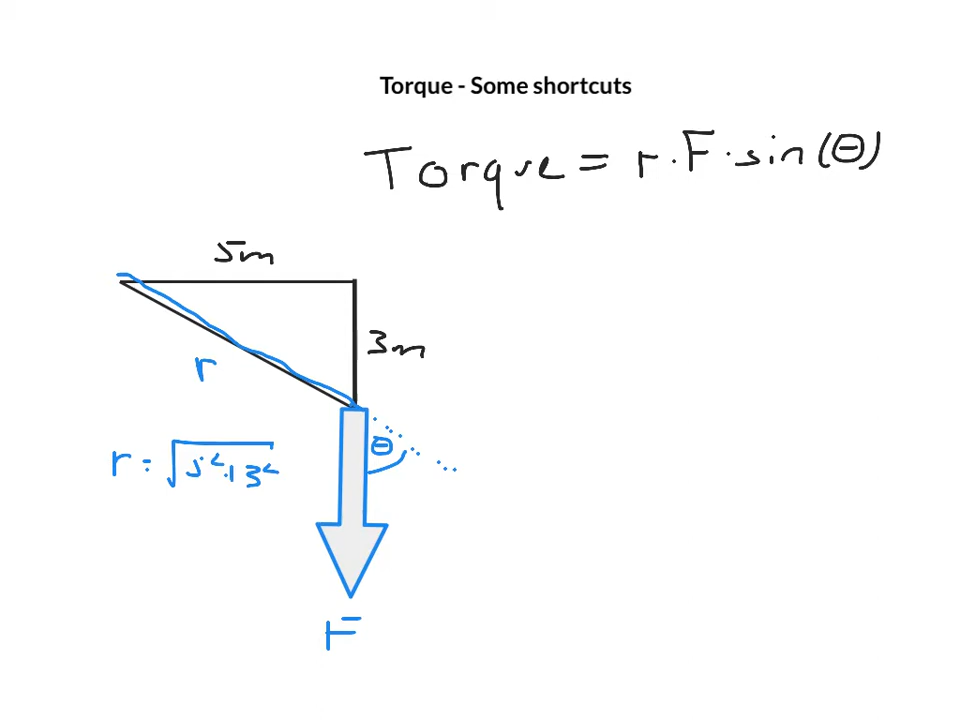 Torque - Some shortcuts
Torque = r · F · sin(θ)
5m
3m
r
θ
r = √5² + 3²
F